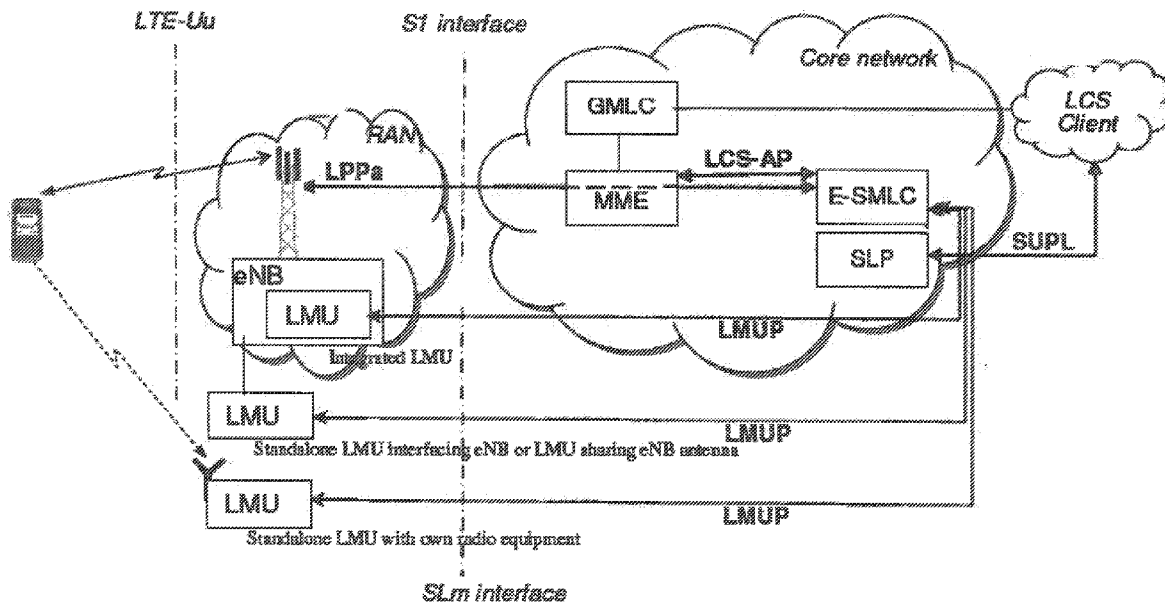 LTE-Uu
S1 interface
Core network
GMLC
LCS
Client
RAN
LPPa
LCS-AP
MME
E-SMLC
SUPL
SLP
eNB
LMU
LMUP
Integrated LMU
LMU
LMUP
Standalone LMU interfacing eNB or LMU sharing eNB antenna
LMU
LMUP
Standalone LMU with own radio equipment
SLm interface